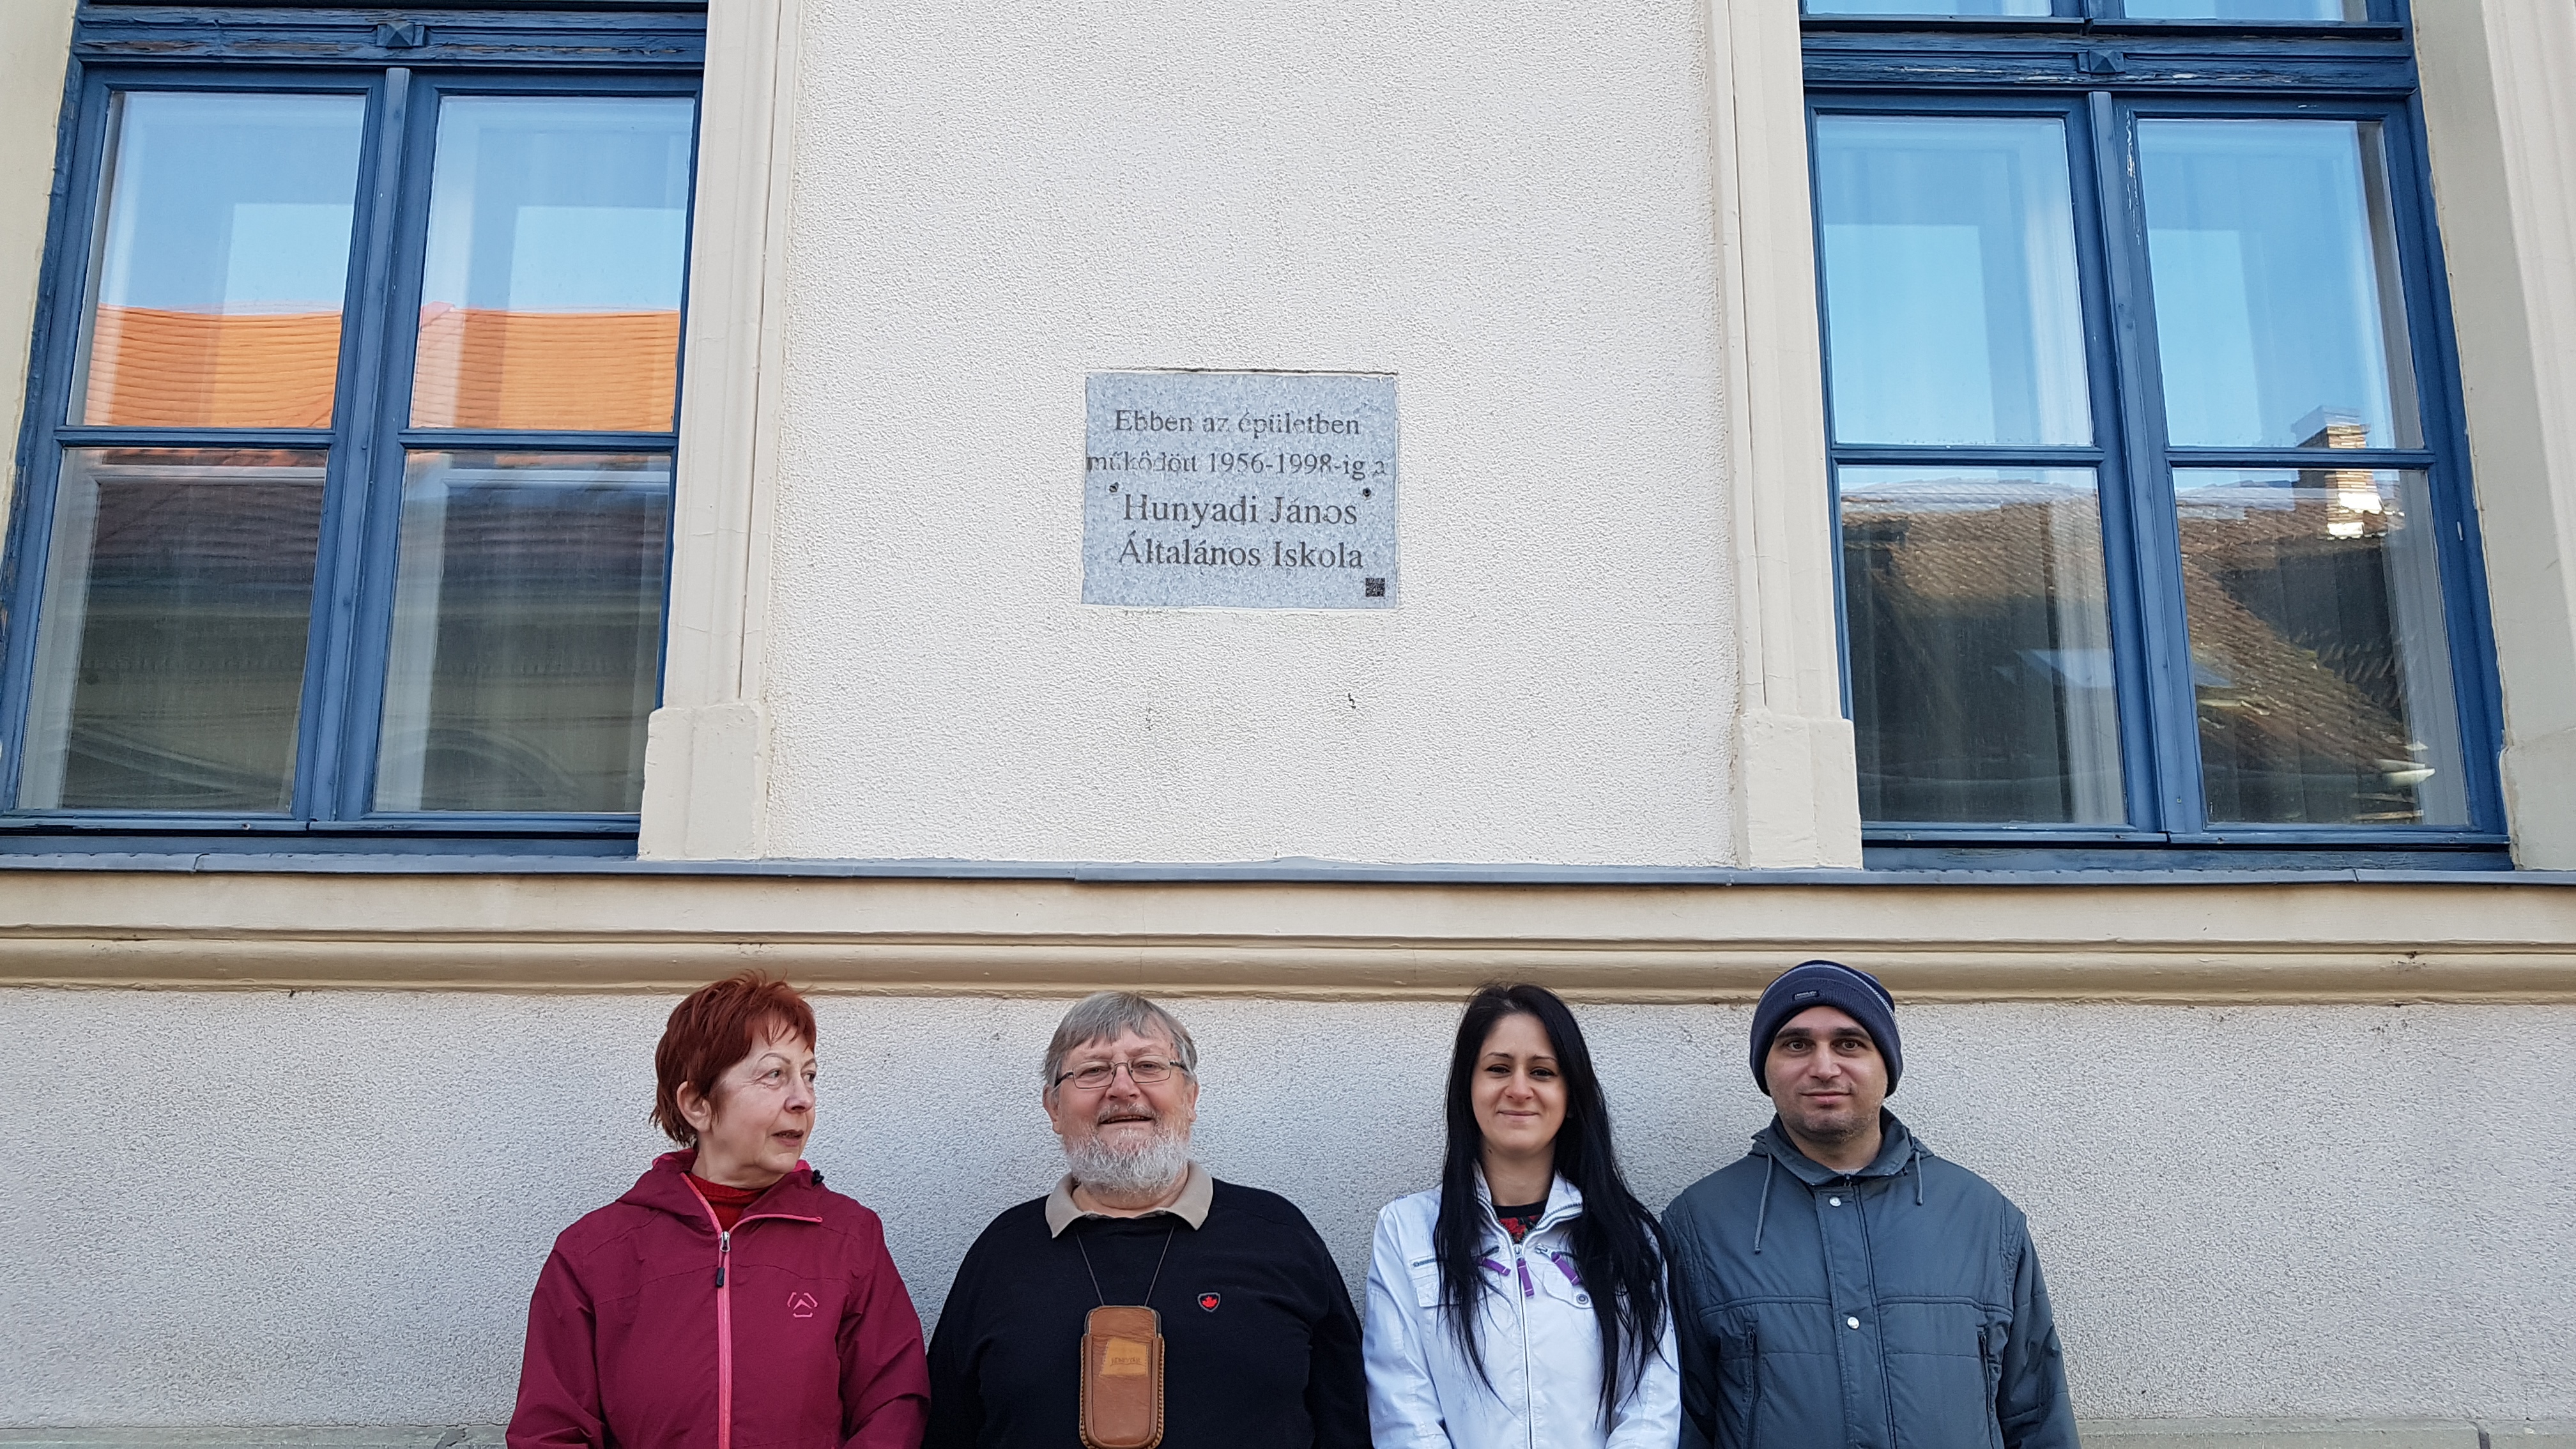 Ebben az épületben
működött 1956-1998-ig a
Hunyadi János
Általános Iskola